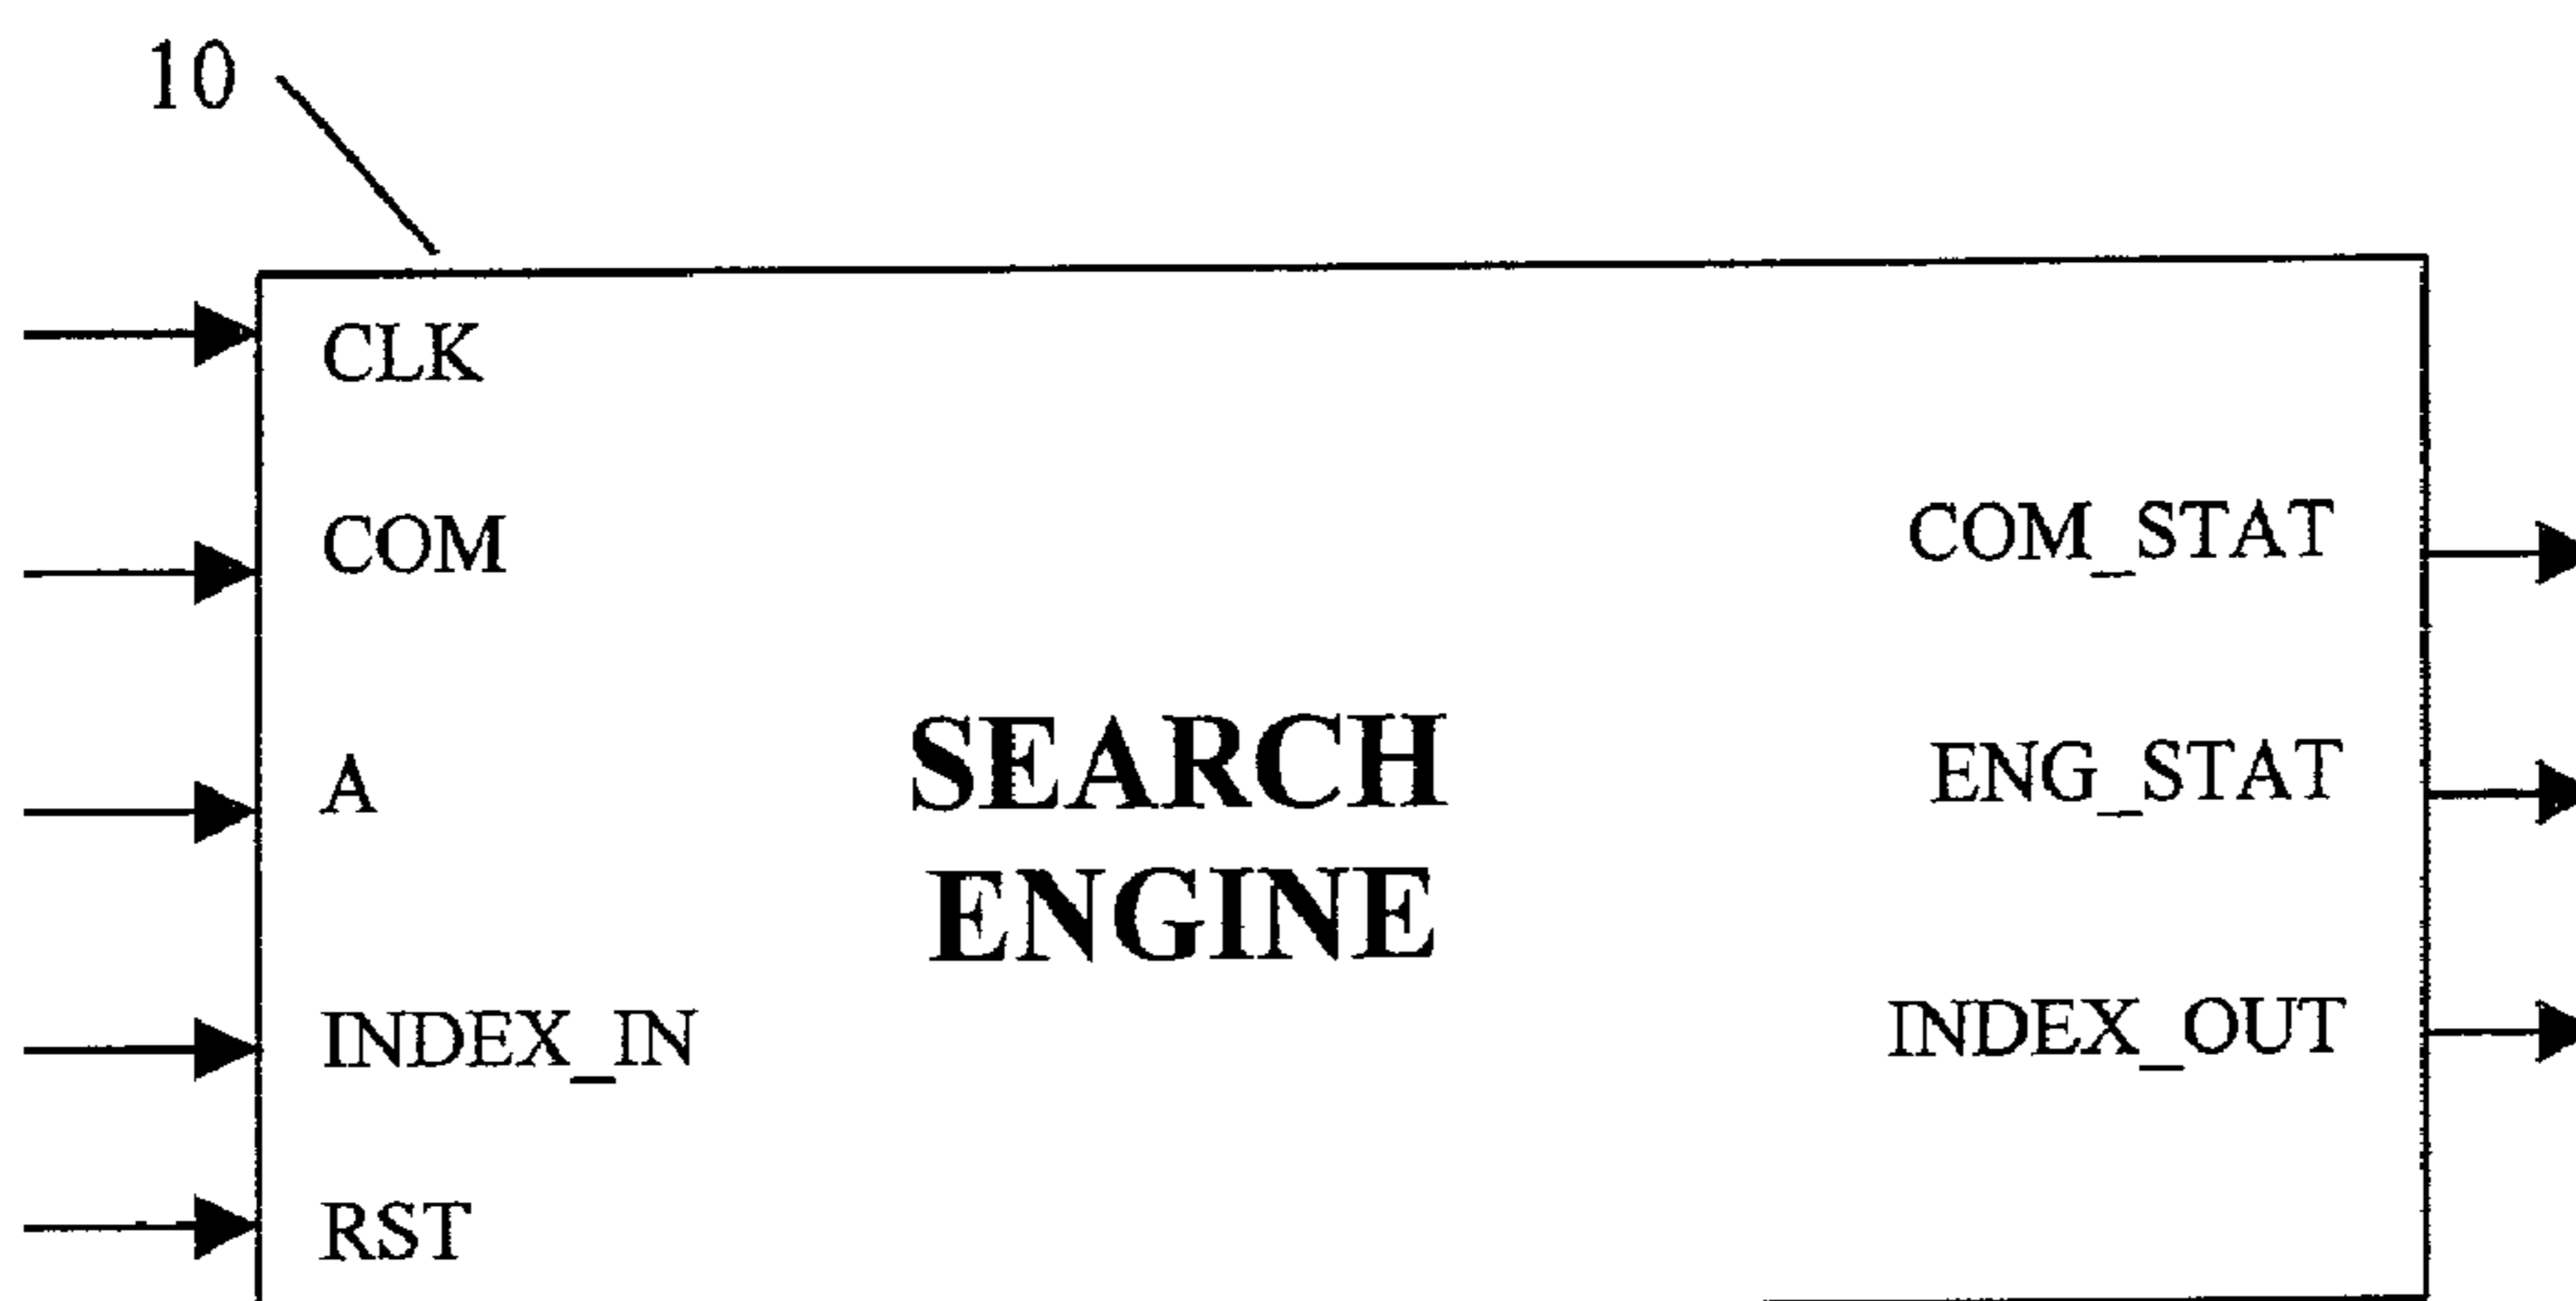 10
CLK
COM
COM_STAT
A
SEARCH
ENGINE
ENG_STAT
INDEX_IN
INDEX_OUT
RST